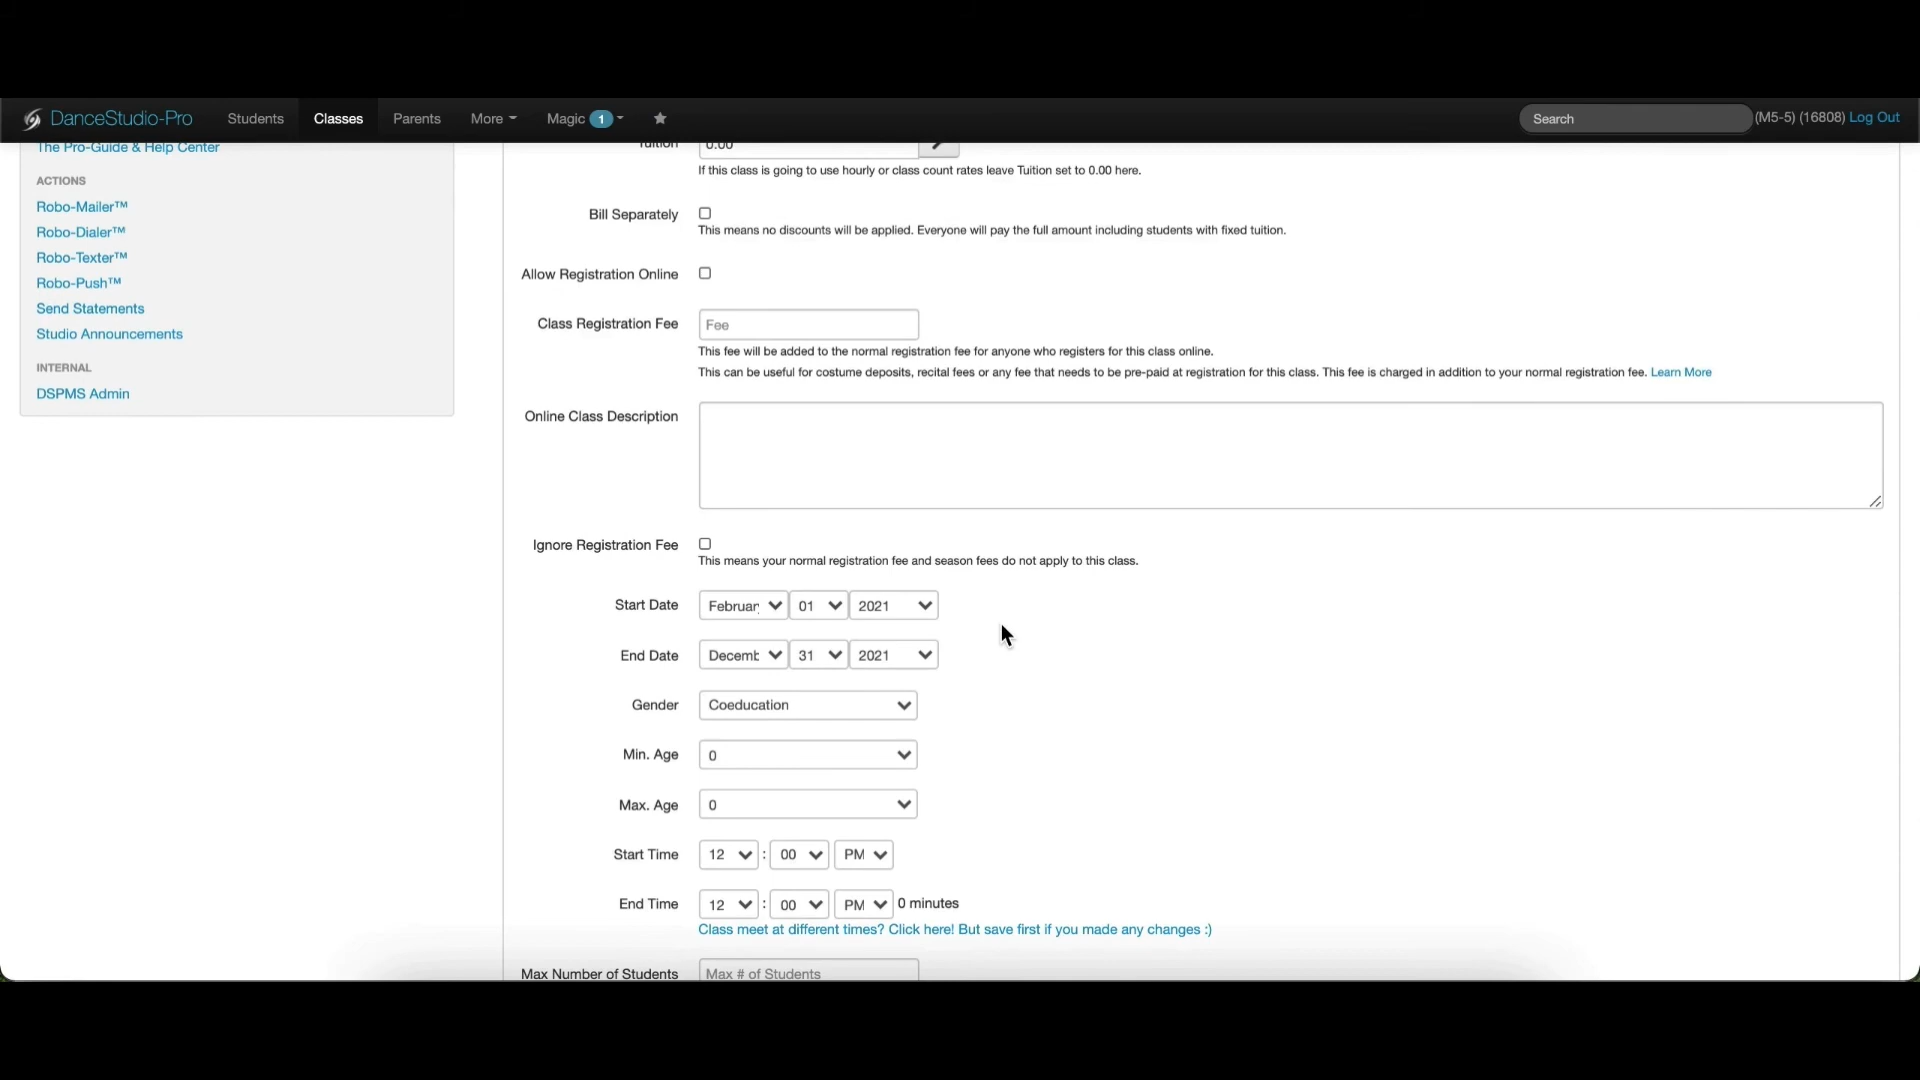 DanceStudio-Pro Students Classes Parents More Magic 1 Search (M5-5) (16808) Log Out
The Pro-Guide & Help Center
ACTIONS
Robo-Mailer™
Robo-Dialer™
Robo-Texter™
Robo-Push™
Send Statements
Studio Announcements
INTERNAL
DSPMS Admin
Tuition 0.00
If this class is going to use hourly or class count rates leave Tuition set to 0.00 here.
Bill Separately
This means no discounts will be applied. Everyone will pay the full amount including students with fixed tuition.
Allow Registration Online
Class Registration Fee Fee
This fee will be added to the normal registration fee for anyone who registers for this class online.
This can be useful for costume deposits, recital fees or any fee that needs to be pre-paid at registration for this class. This fee is charged in addition to your normal registration fee. Learn More
Online Class Description
Ignore Registration Fee
This means your normal registration fee and season fees do not apply to this class.
Start Date Februar 01 2021
End Date Decemb 31 2021
Gender Coeducation
Min. Age 0
Max. Age 0
Start Time 12 : 00 PM
End Time 12 : 00 PM 0 minutes
Class meet at different times? Click here! But save first if you made any changes :)
Max Number of Students Max # of Students